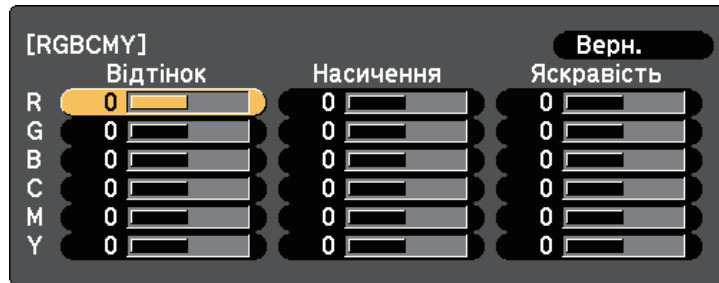 [RGBCMY] Верн.
Відтінок Насичення Яскравість
R 0 0 0
G 0 0 0
B 0 0 0
C 0 0 0
M 0 0 0
Y 0 0 0